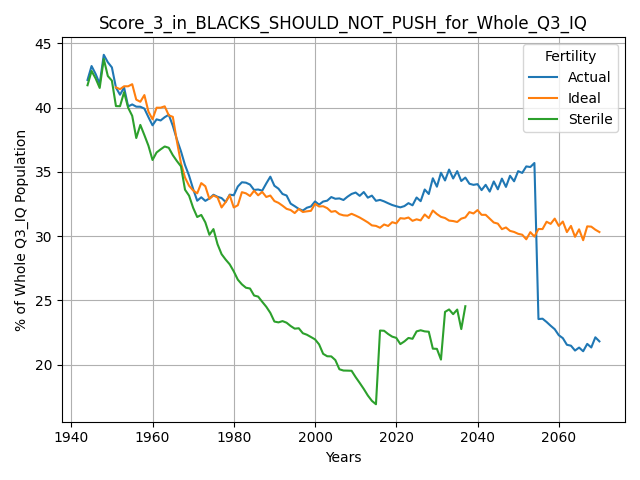 Score_3_in_BLACKS_SHOULD_NOT_PUSH_for_Whole_Q3_IQ
45
40
35
30
25
20
% of Whole Q3_IQ Population
Fertility
Actual
Ideal
Sterile
1940
1960
1980
2000
2020
2040
2060
Years